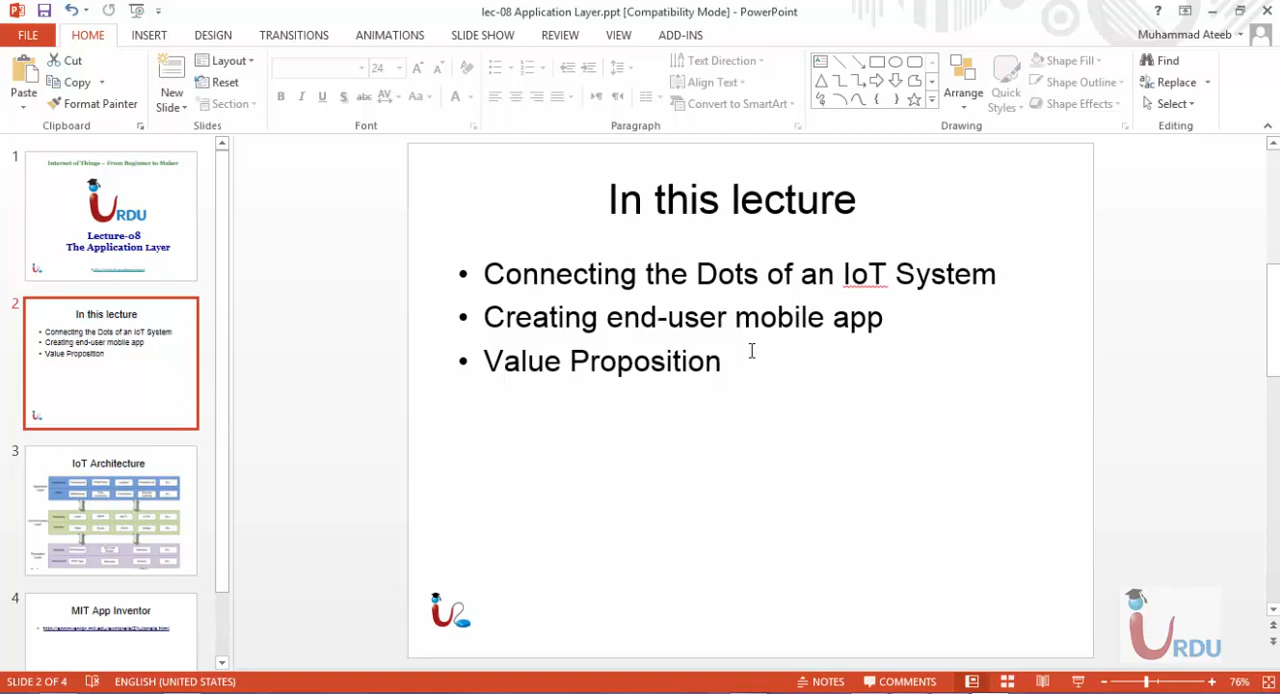 lec-08 Application Layer.ppt [Compatibility Mode] - PowerPoint
FILE HOME INSERT DESIGN TRANSITIONS ANIMATIONS SLIDE SHOW REVIEW VIEW ADD-INS Muhammad Ateeb
Paste
Cut
Copy
Format Painter
Clipboard
New Slide
Layout
Reset
Section
Slides
24
Font
Text Direction
Align Text
Convert to SmartArt
Paragraph
Arrange
Quick Styles
Shape Fill
Shape Outline
Shape Effects
Drawing
Find
Replace
Select
Editing
1
Internet of Things – From Beginner to Maker
URDU
Lecture-08
The Application Layer
2
In this lecture
• Connecting the Dots of an IoT System
• Creating end-user mobile app
• Value Proposition
3
IoT Architecture
4
MIT App Inventor
In this lecture
• Connecting the Dots of an IoT System
• Creating end-user mobile app
• Value Proposition
URDU
SLIDE 2 OF 4 ENGLISH (UNITED STATES) NOTES COMMENTS 76%